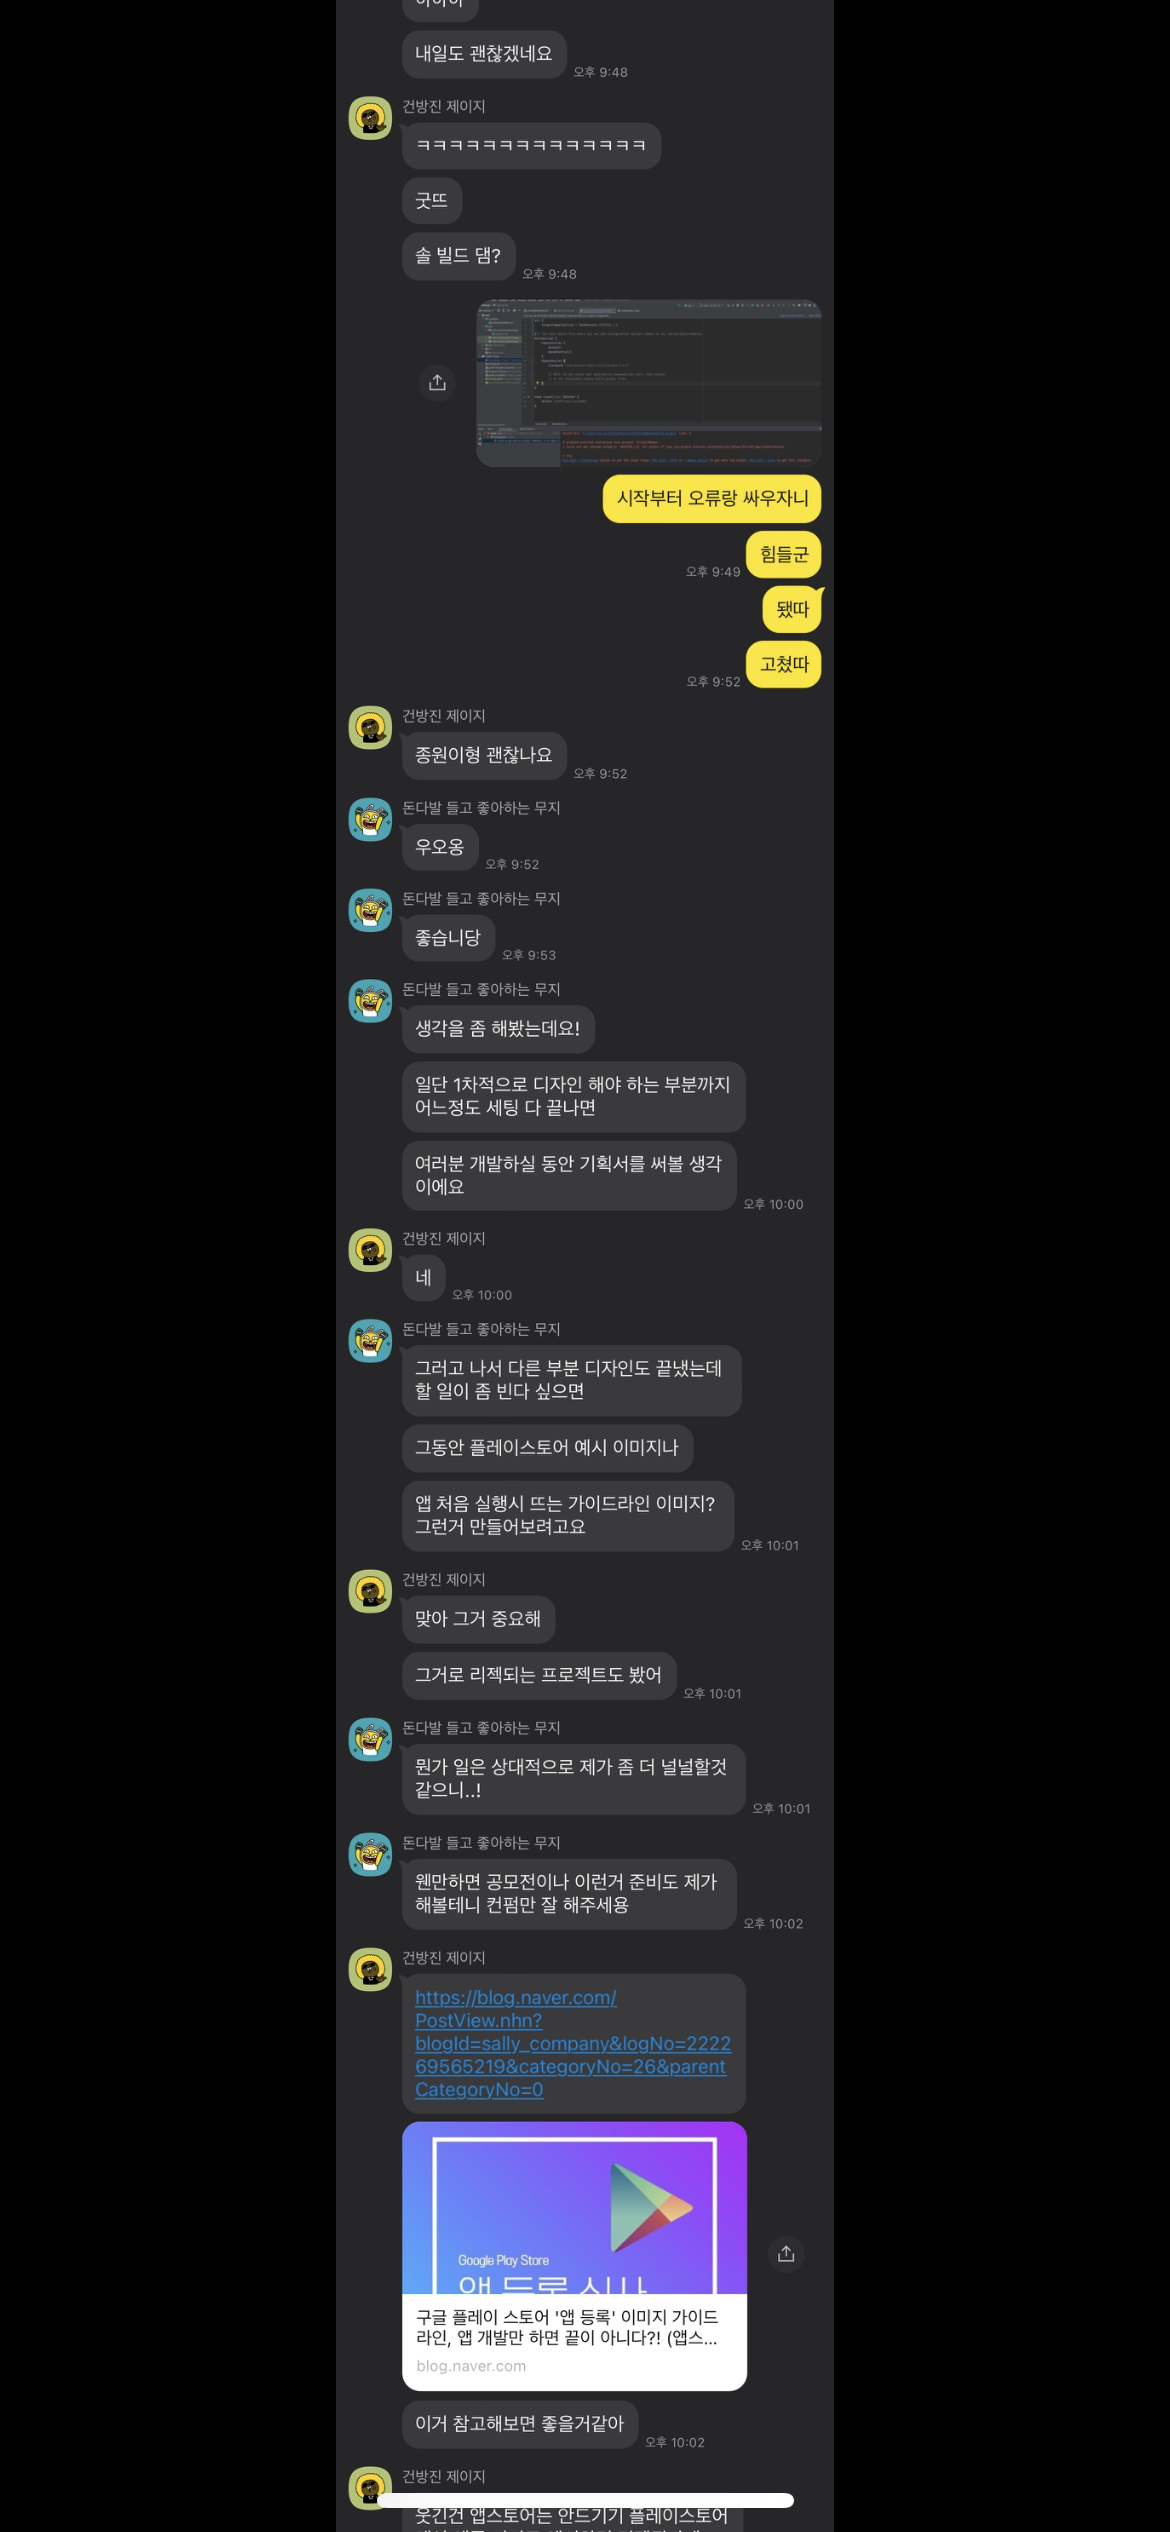 내일도 괜찮겠네요
오후 9:48
건방진 제이지
ㅋㅋㅋㅋㅋㅋㅋㅋㅋㅋㅋㅋㅋㅋ
굿뜨
솔 빌드 댐?
오후 9:48
시작부터 오류랑 싸우자니
힘들군
오후 9:49
됐따
고쳤따
오후 9:52
건방진 제이지
종원이형 괜찮나요
오후 9:52
돈다발 들고 좋아하는 무지
우오옹
오후 9:52
돈다발 들고 좋아하는 무지
좋습니당
오후 9:53
돈다발 들고 좋아하는 무지
생각을 좀 해봤는데요!
일단 1차적으로 디자인 해야 하는 부분까지
어느정도 세팅 다 끝나면
여러분 개발하실 동안 기획서를 써볼 생각
이에요
오후 10:00
건방진 제이지
네
오후 10:00
돈다발 들고 좋아하는 무지
그러고 나서 다른 부분 디자인도 끝냈는데
할 일이 좀 빈다 싶으면
그동안 플레이스토어 예시 이미지나
앱 처음 실행시 뜨는 가이드라인 이미지?
그런거 만들어보려고요
오후 10:01
건방진 제이지
맞아 그거 중요해
그거로 리젝되는 프로젝트도 봤어
오후 10:01
돈다발 들고 좋아하는 무지
뭔가 일은 상대적으로 제가 좀 더 널널할것
같으니..!
오후 10:01
돈다발 들고 좋아하는 무지
웬만하면 공모전이나 이런거 준비도 제가
해볼테니 컨펌만 잘 해주세용
오후 10:02
건방진 제이지
https://blog.naver.com/
PostView.nhn?
blogId=sally_company&logNo=2222
69565219&categoryNo=26&parent
CategoryNo=0
Google Play Store
구글 플레이 스토어 '앱 등록' 이미지 가이드
라인, 앱 개발만 하면 끝이 아니다?! (앱스...
blog.naver.com
이거 참고해보면 좋을거같아
오후 10:02
건방진 제이지
웃긴건 앱스토어는 안드기기 플레이스토어